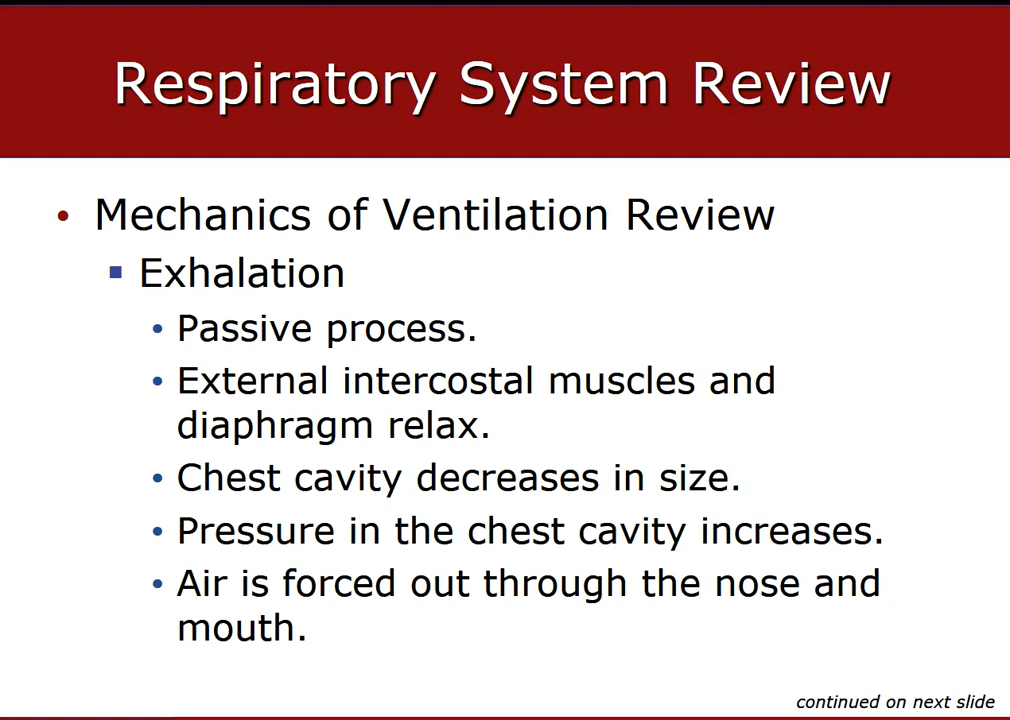 Respiratory System Review
• Mechanics of Ventilation Review
▪ Exhalation
• Passive process.
• External intercostal muscles and
diaphragm relax.
• Chest cavity decreases in size.
• Pressure in the chest cavity increases.
• Air is forced out through the nose and
mouth.
continued on next slide